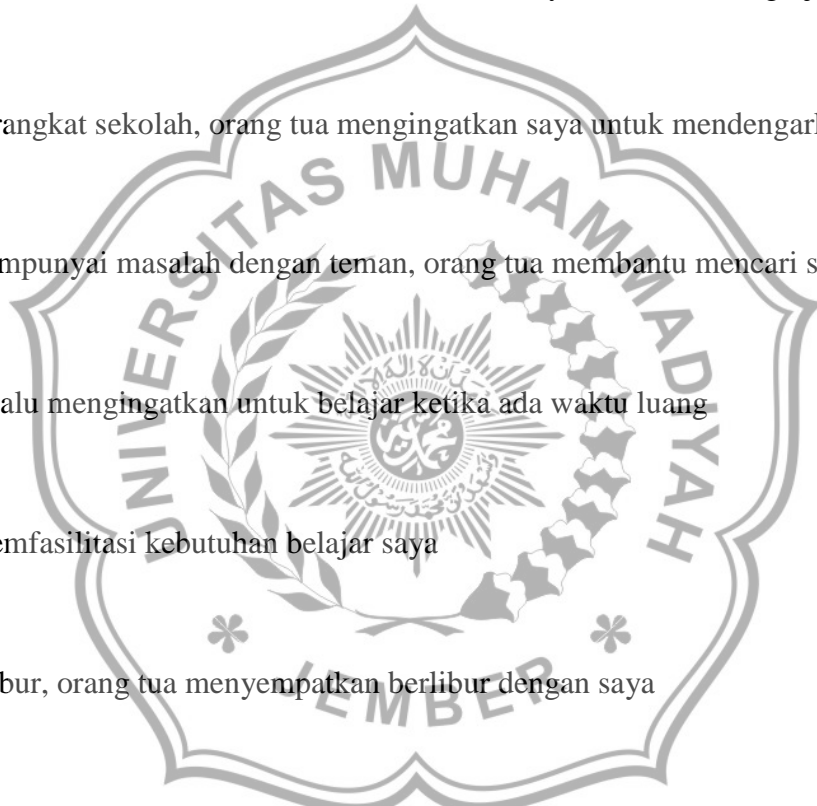 rangkat sekolah, orang tua mengingatkan saya untuk mendengar
UNIVERSITAS MUHAMMADIYAH
mpunyai masalah dengan teman, orang tua membantu mencari s
alu mengingatkan untuk belajar ketika ada waktu luang
emfasilitasi kebutuhan belajar saya
bur, orang tua menyempatkan berlibur dengan saya
JEMBER